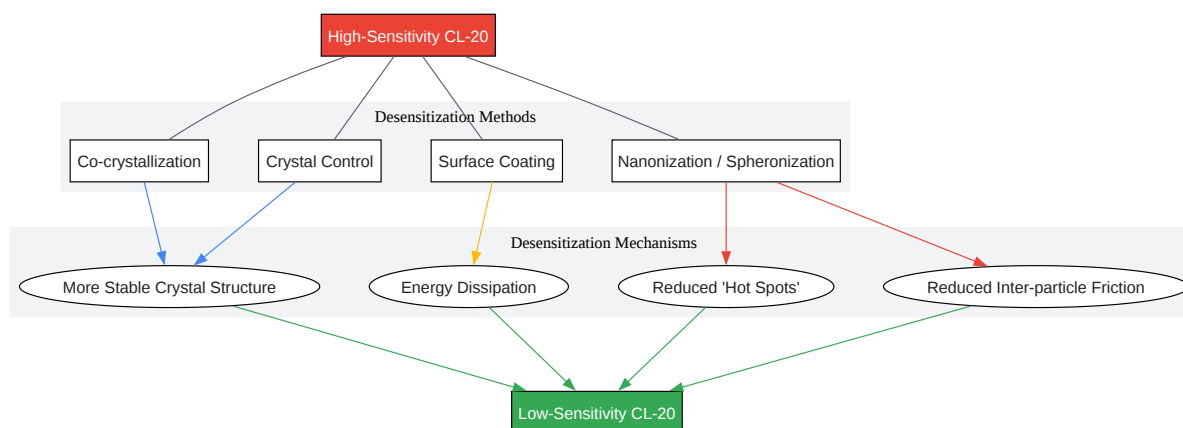 High-Sensitivity CL-20
Desensitization Methods
Co-crystallization
Crystal Control
Surface Coating
Nanonization / Spheronization
Desensitization Mechanisms
More Stable Crystal Structure
Energy Dissipation
Reduced 'Hot Spots'
Reduced Inter-particle Friction
Low-Sensitivity CL-20